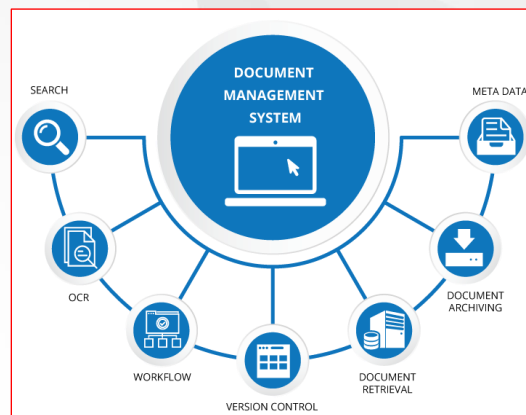 DOCUMENT
MANAGEMENT
SYSTEM
SEARCH
META DATA
OCR
DOCUMENT
ARCHIVING
WORKFLOW
DOCUMENT
RETRIEVAL
VERSION CONTROL